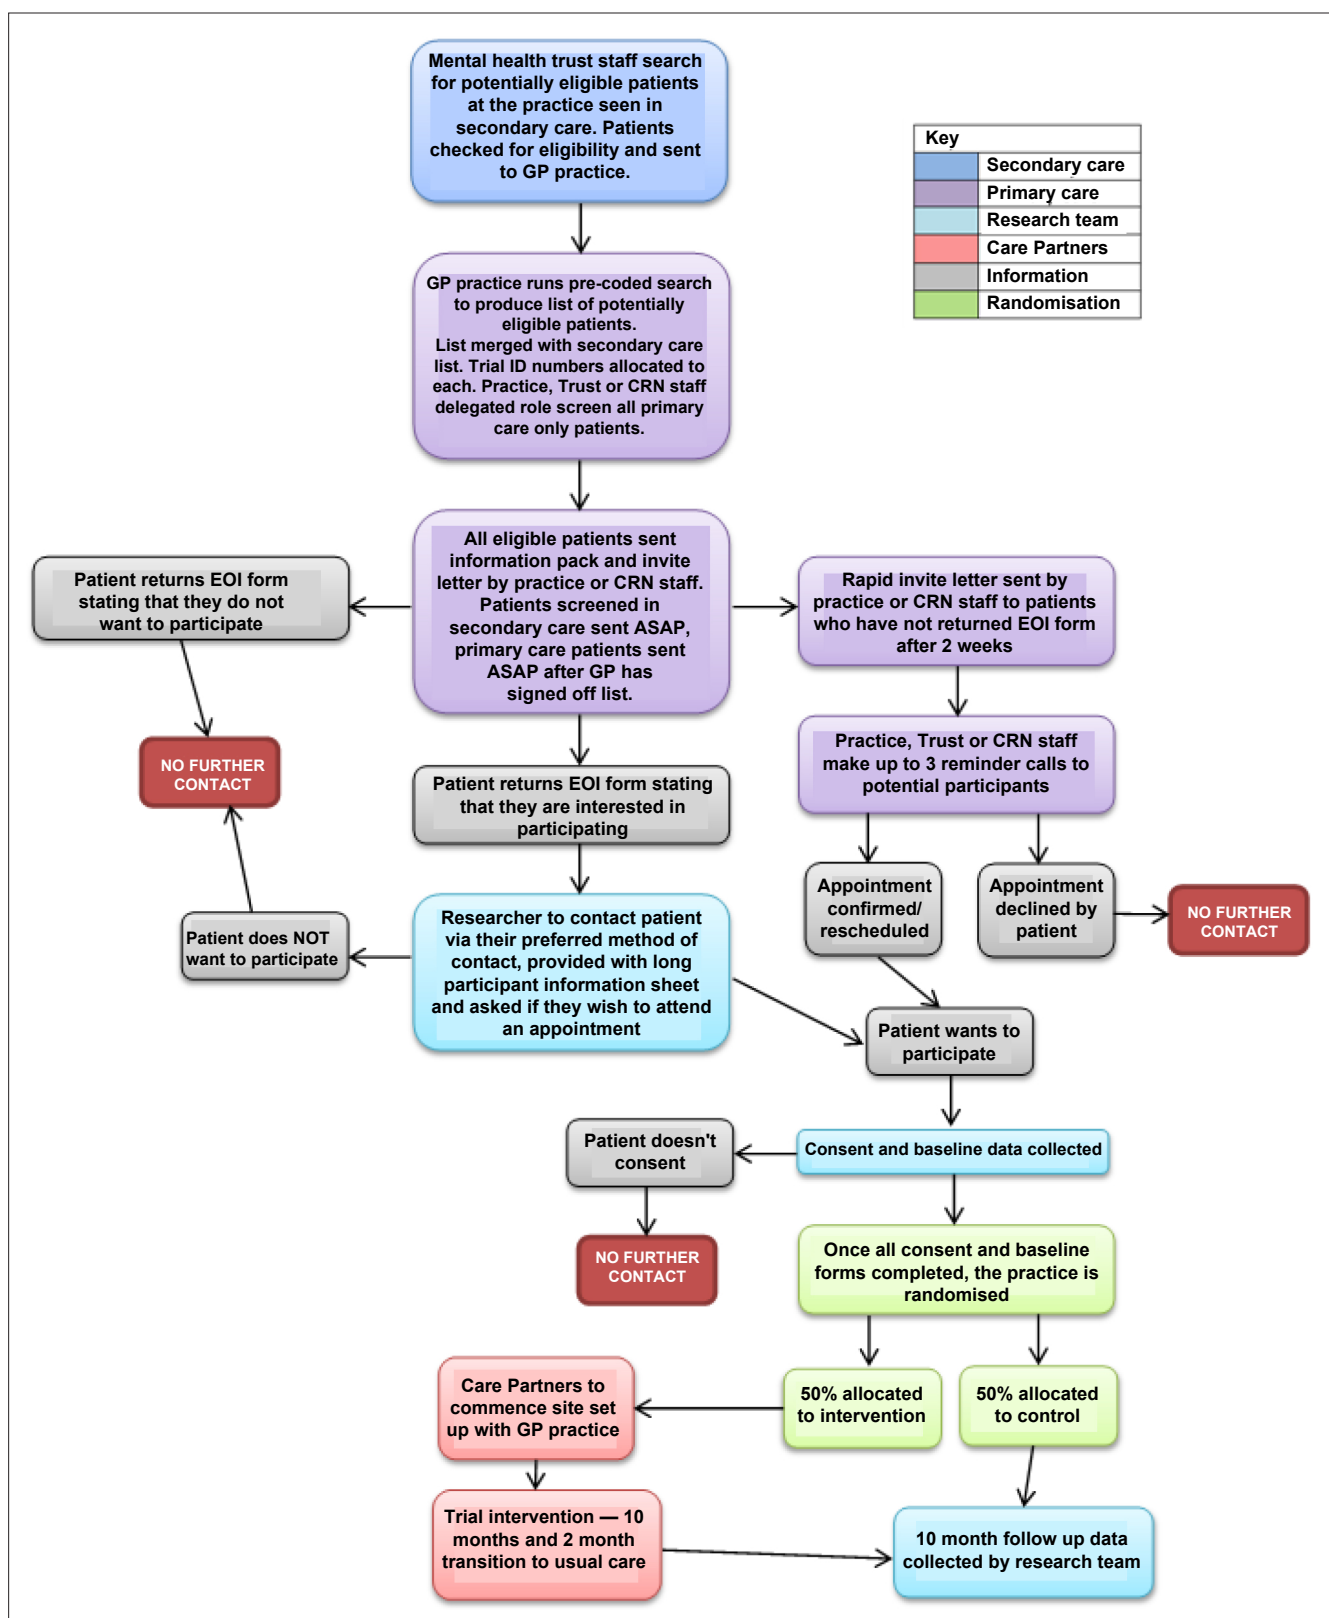 Mental health trust staff search
for potentially eligible patients
at the practice seen in
secondary care. Patients
checked for eligibility and sent
to GP practice.
Key
Secondary care
Primary care
Research team
Care Partners
Information
Randomisation
GP practice runs pre-coded search
to produce list of potentially
eligible patients.
List merged with secondary care
list. Trial ID numbers allocated to
each. Practice, Trust or CRN staff
delegated role screen all primary
care only patients.
All eligible patients sent
information pack and invite
letter by practice or CRN staff.
Patients screened in
secondary care sent ASAP,
primary care patients sent
ASAP after GP has
signed off list.
Patient returns EOI form
stating that they do not
want to participate
Rapid invite letter sent by
practice or CRN staff to patients
who have not returned EOI form
after 2 weeks
NO FURTHER
CONTACT
Practice, Trust or CRN staff
make up to 3 reminder calls to
potential participants
Patient returns EOI form stating
that they are interested in
participating
Appointment
confirmed/
rescheduled
Appointment
declined by
patient
NO FURTHER
CONTACT
Patient does NOT
want to participate
Researcher to contact patient
via their preferred method of
contact, provided with long
participant information sheet
and asked if they wish to attend
an appointment
Patient wants to
participate
Patient doesn't
consent
Consent and baseline data collected
NO FURTHER
CONTACT
Once all consent and baseline
forms completed, the practice is
randomised
Care Partners to
commence site set
up with GP practice
50% allocated
to intervention
50% allocated
to control
Trial intervention — 10
months and 2 month
transition to usual care
10 month follow up data
collected by research team